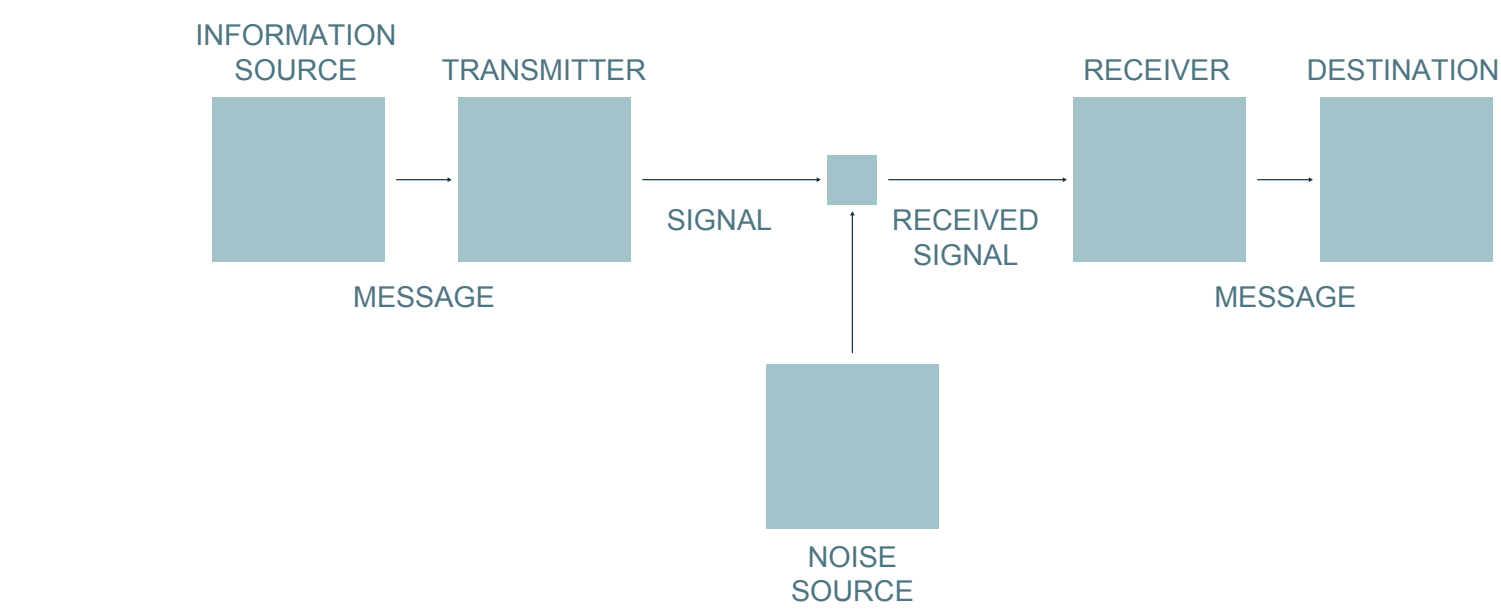 INFORMATION
SOURCE
TRANSMITTER
RECEIVER
DESTINATION
SIGNAL
RECEIVED
SIGNAL
MESSAGE
MESSAGE
NOISE
SOURCE